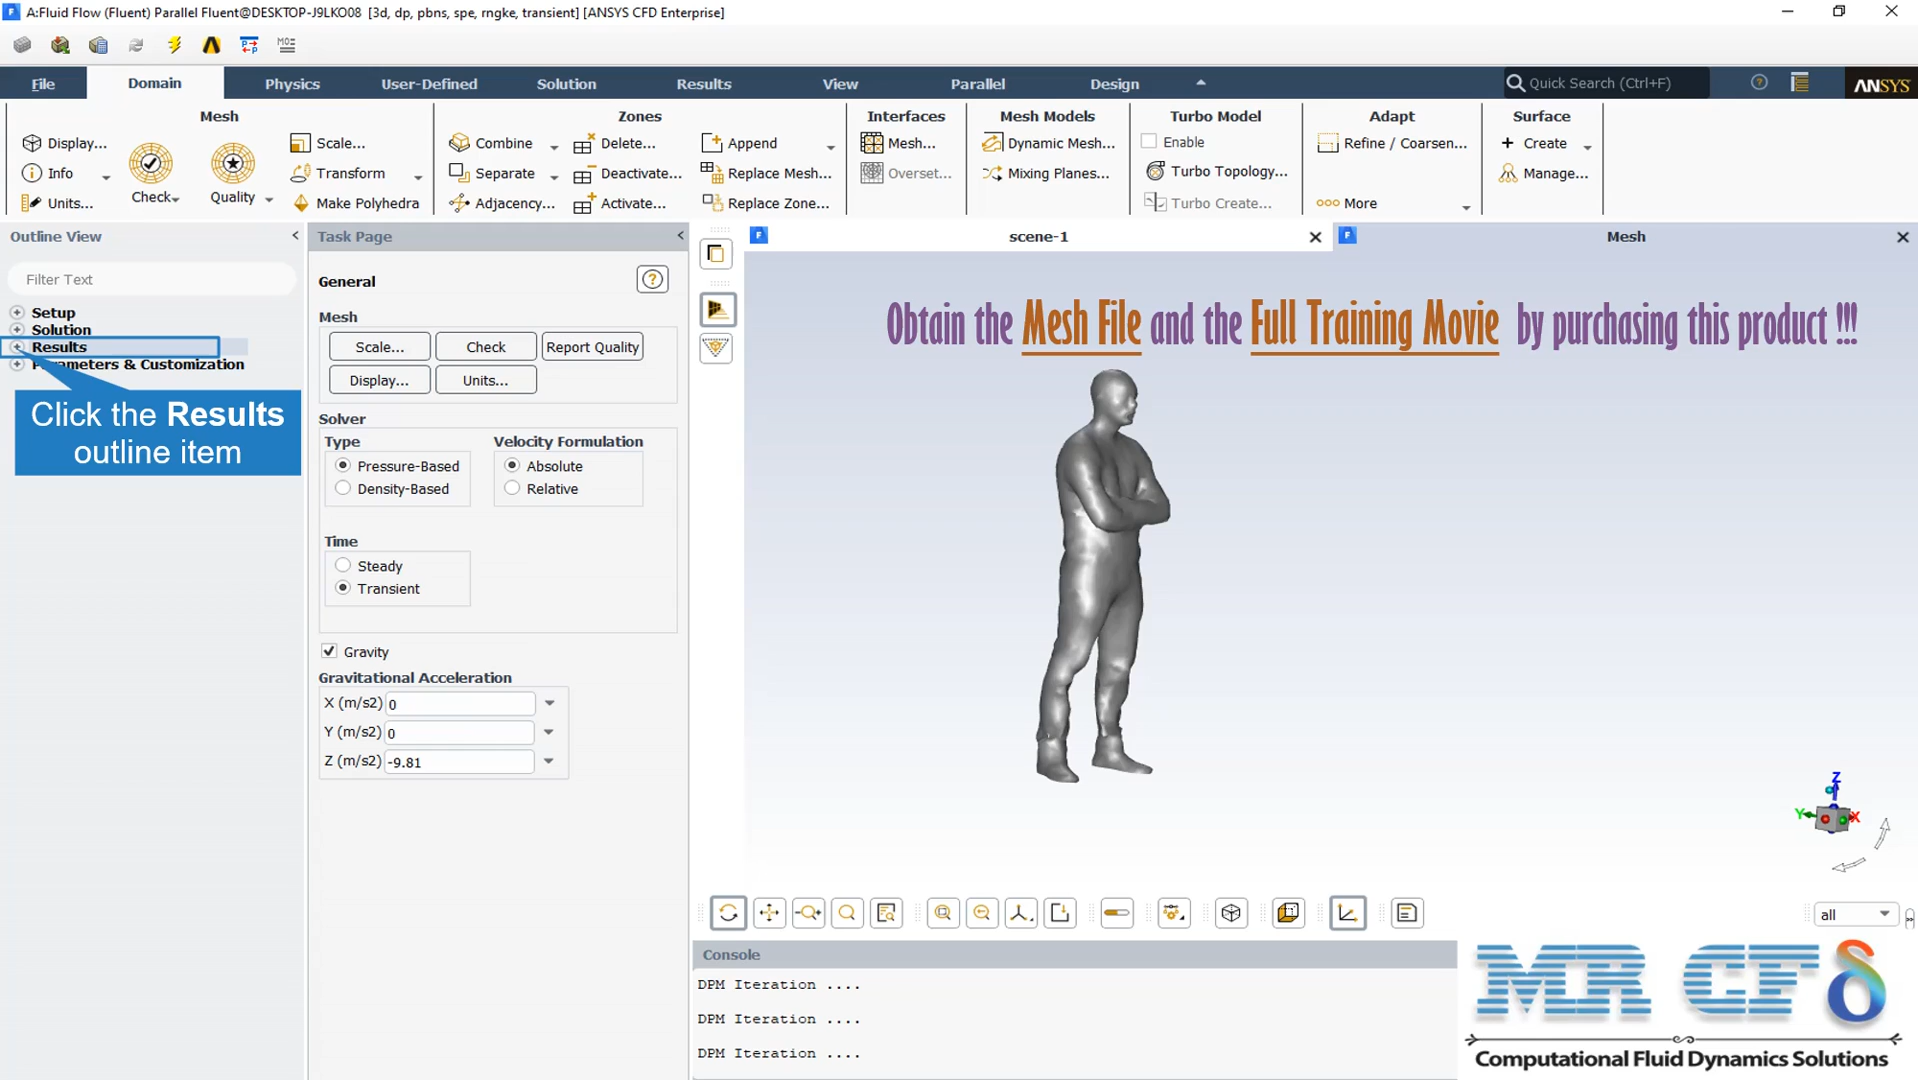 A:Fluid Flow (Fluent) Parallel Fluent@DESKTOP-J9LKO08 [3d, dp, pbns, spe, rngke, transient] [ANSYS CFD Enterprise]
File Domain Physics User-Defined Solution Results View Parallel Design Quick Search (Ctrl+F) ANSYS
Mesh
Display...
Info
Units...
Check
Quality
Scale...
Transform
Make Polyhedra
Zones
Combine
Separate
Adjacency...
Delete...
Deactivate...
Activate...
Append
Replace Mesh...
Replace Zone...
Interfaces
Mesh...
Overset...
Mesh Models
Dynamic Mesh...
Mixing Planes...
Turbo Model
Enable
Turbo Topology...
Turbo Create...
Adapt
Refine / Coarsen...
More
Surface
Create
Manage...
Outline View
Filter Text
Setup
Solution
Results
Parameters & Customization
Click the Results
outline item
Task Page
General
Mesh
Scale... Check Report Quality
Display... Units...
Solver
Type
Pressure-Based
Density-Based
Velocity Formulation
Absolute
Relative
Time
Steady
Transient
Gravity
Gravitational Acceleration
X (m/s2) 0
Y (m/s2) 0
Z (m/s2) -9.81
scene-1
Mesh
Obtain the Mesh File and the Full Training Movie by purchasing this product !!!
Z
Y
X
all
Console
DPM Iteration ....
DPM Iteration ....
DPM Iteration ....
MR CFD
Computational Fluid Dynamics Solutions